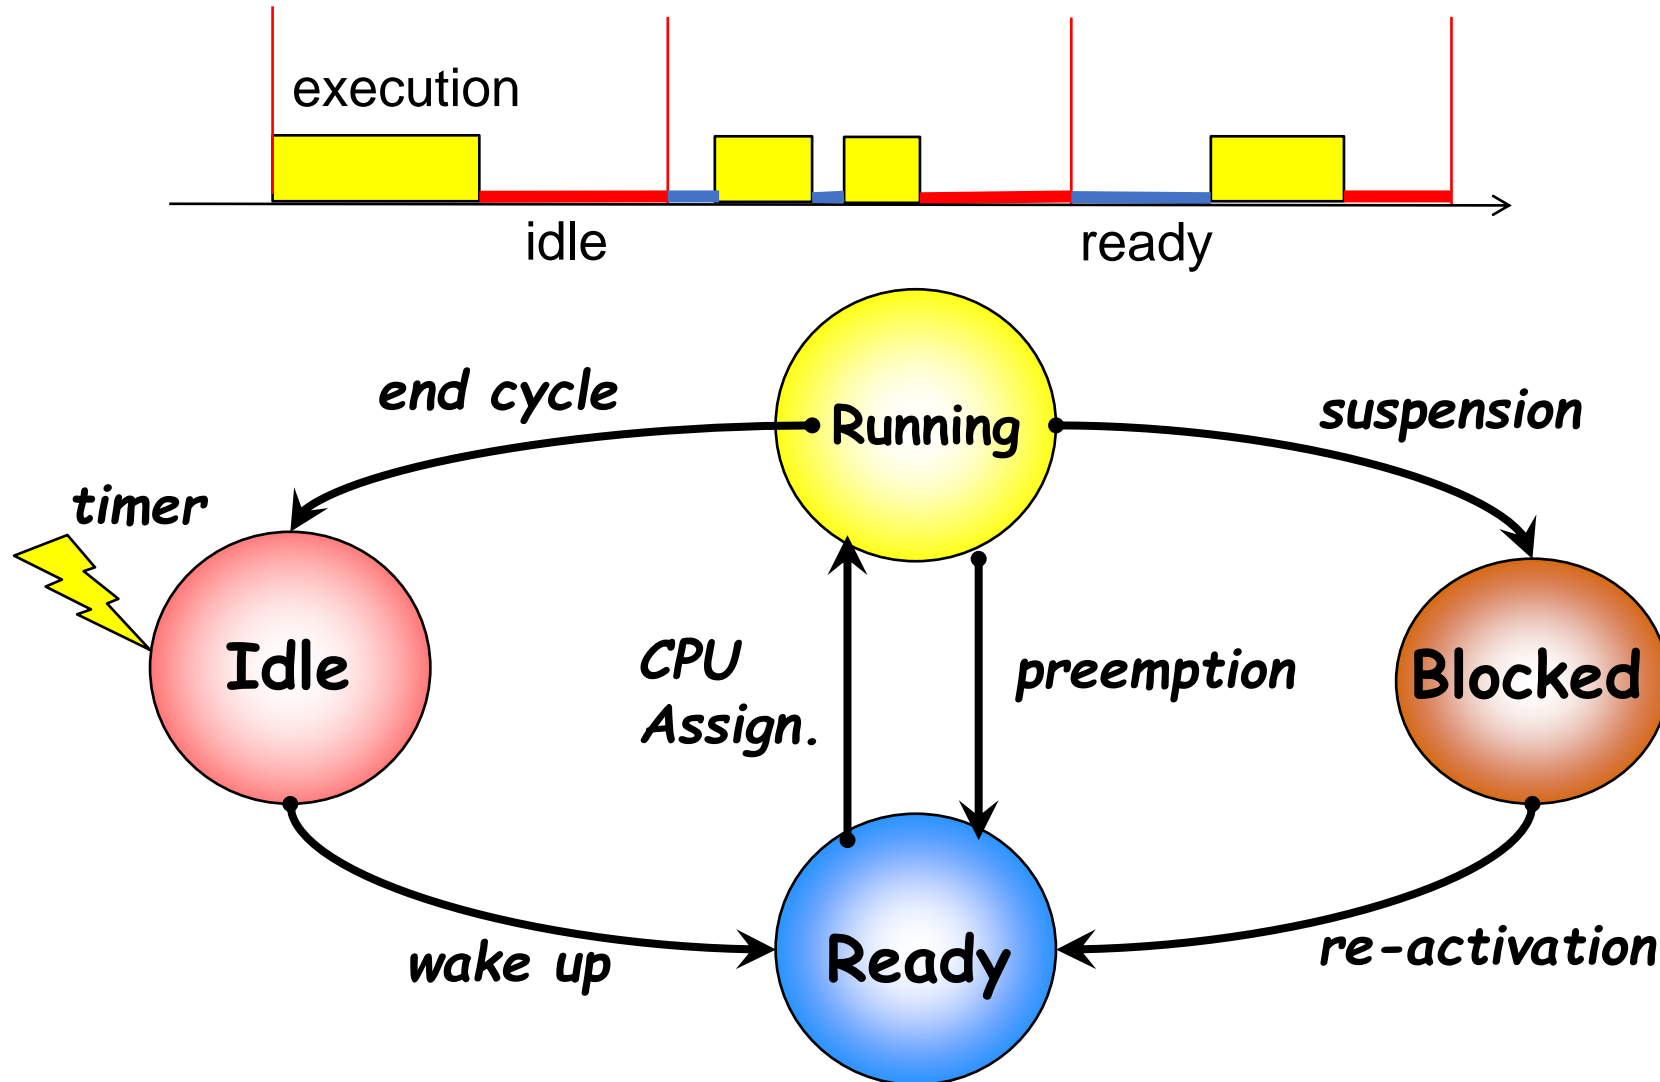 execution
idle
ready
end cycle
Running
suspension
timer
Idle
CPU
Assign.
preemption
Blocked
wake up
Ready
re-activation